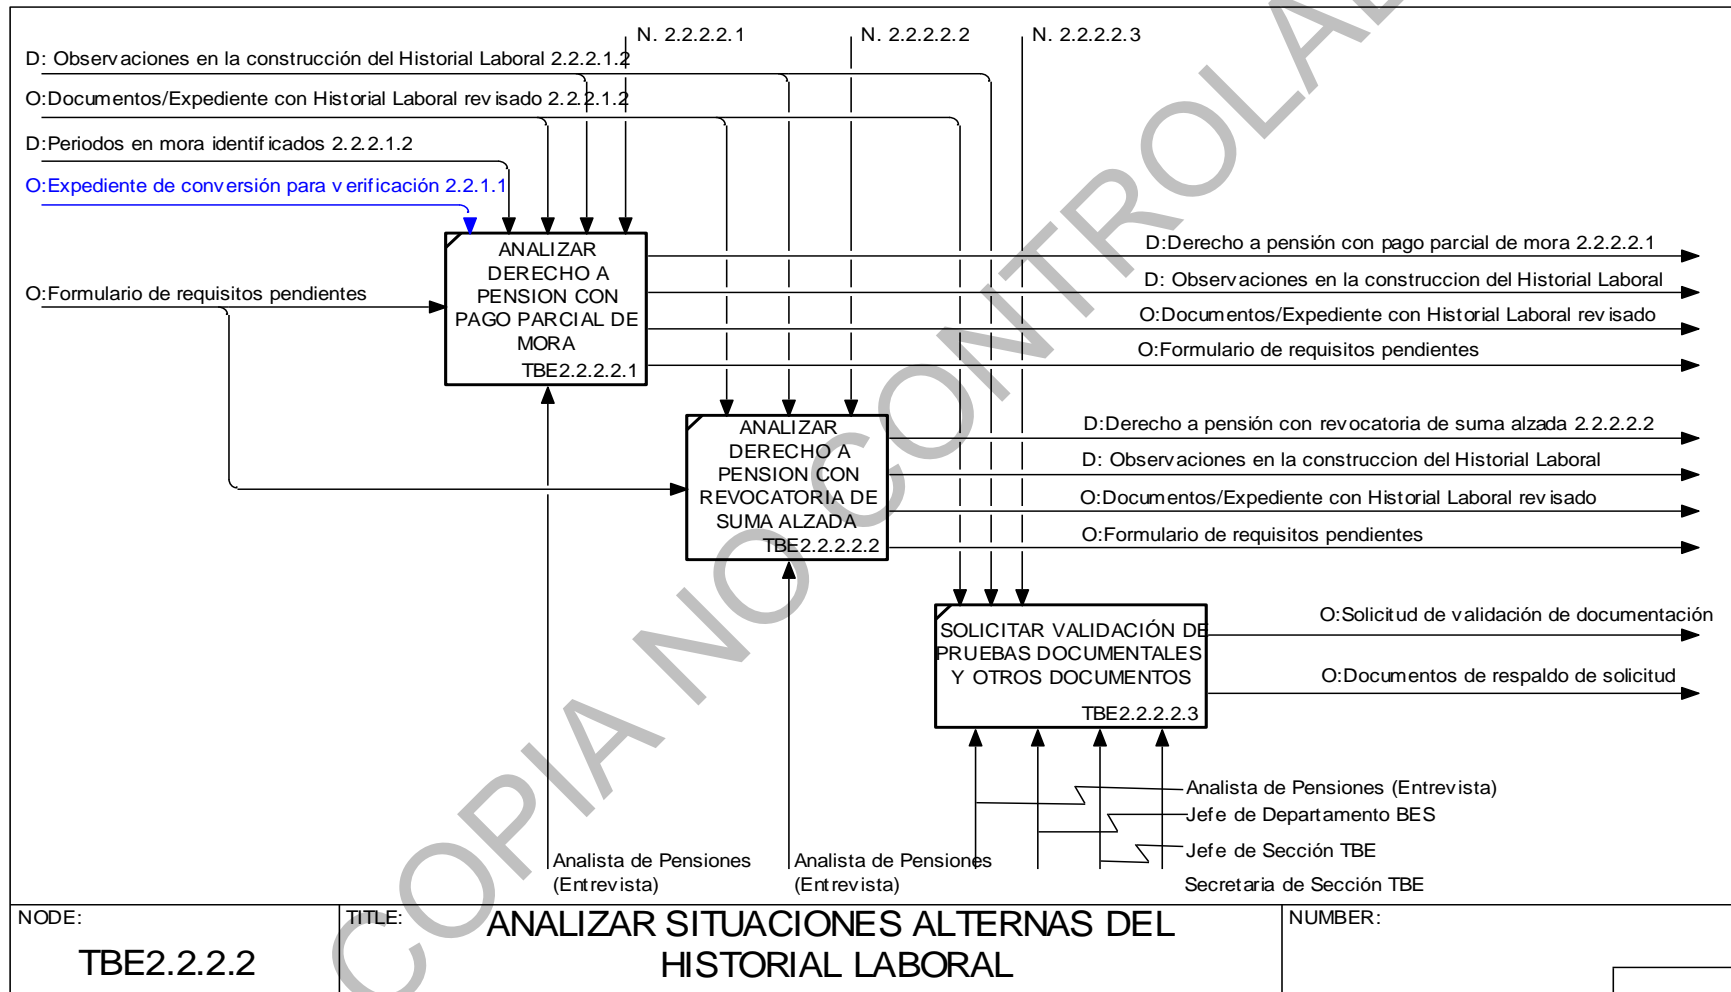 N. 2.2.2.2.1
N. 2.2.2.2.2
N. 2.2.2.2.3
D: Observaciones en la construcción del Historial Laboral 2.2.2.1.2
O:Documentos/Expediente con Historial Laboral revisado 2.2.2.1.2
D:Periodos en mora identificados 2.2.2.1.2
O:Expediente de conversión para verificación 2.2.1.1
O:Formulario de requisitos pendientes
ANALIZAR
DERECHO A
PENSION CON
PAGO PARCIAL DE
MORA
TBE2.2.2.2.1
D:Derecho a pensión con pago parcial de mora 2.2.2.2.1
D: Observaciones en la construccion del Historial Laboral
O:Documentos/Expediente con Historial Laboral revisado
O:Formulario de requisitos pendientes
ANALIZAR
DERECHO A
PENSION CON
REVOCATORIA DE
SUMA ALZADA
TBE2.2.2.2.2
D:Derecho a pensión con revocatoria de suma alzada 2.2.2.2.2
D: Observaciones en la construccion del Historial Laboral
O:Documentos/Expediente con Historial Laboral revisado
O:Formulario de requisitos pendientes
SOLICITAR VALIDACIÓN DE
PRUEBAS DOCUMENTALES
Y OTROS DOCUMENTOS
TBE2.2.2.2.3
O:Solicitud de validación de documentación
O:Documentos de respaldo de solicitud
Analista de Pensiones
(Entrevista)
Analista de Pensiones
(Entrevista)
Analista de Pensiones (Entrevista)
Jefe de Departamento BES
Jefe de Sección TBE
Secretaria de Sección TBE
NODE:
TBE2.2.2.2
TITLE:
ANALIZAR SITUACIONES ALTERNAS DEL
HISTORIAL LABORAL
NUMBER:
COPIA NO CONTROLA